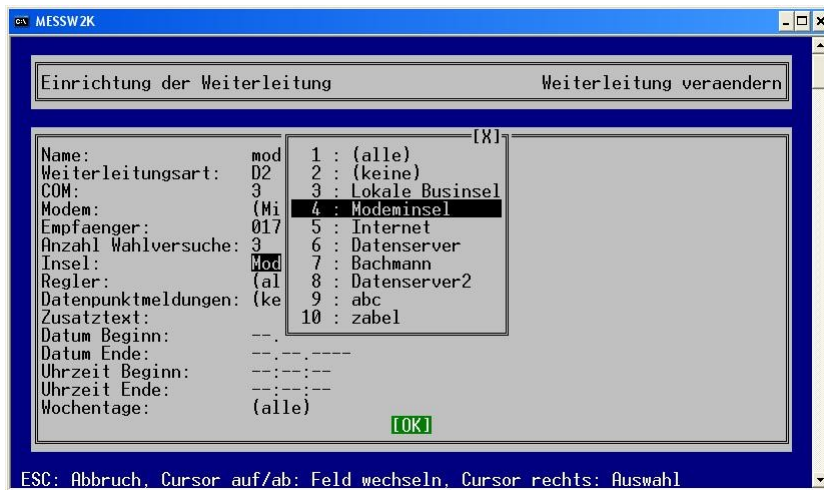 MESSW2K
Einrichtung der Weiterleitung Weiterleitung veraendern
[X]
Name: mod 1 : (alle)
Weiterleitungsart: D2 2 : (keine)
COM: 3 3 : Lokale Businsel
Modem: (Mi 4 : Modeminsel
Empfaenger: 017 5 : Internet
Anzahl Wahlversuche: 3 6 : Datenserver
Insel: Mod 7 : Bachmann
Regler: (al 8 : Datenserver2
Datenpunktmeldungen: (ke 9 : abc
Zusatztext: 10 : zabel
Datum Beginn: --.
Datum Ende: --.--.----
Uhrzeit Beginn: --:--:--
Uhrzeit Ende: --:--:--
Wochentage: (alle)
[OK]
ESC: Abbruch, Cursor auf/ab: Feld wechseln, Cursor rechts: Auswahl